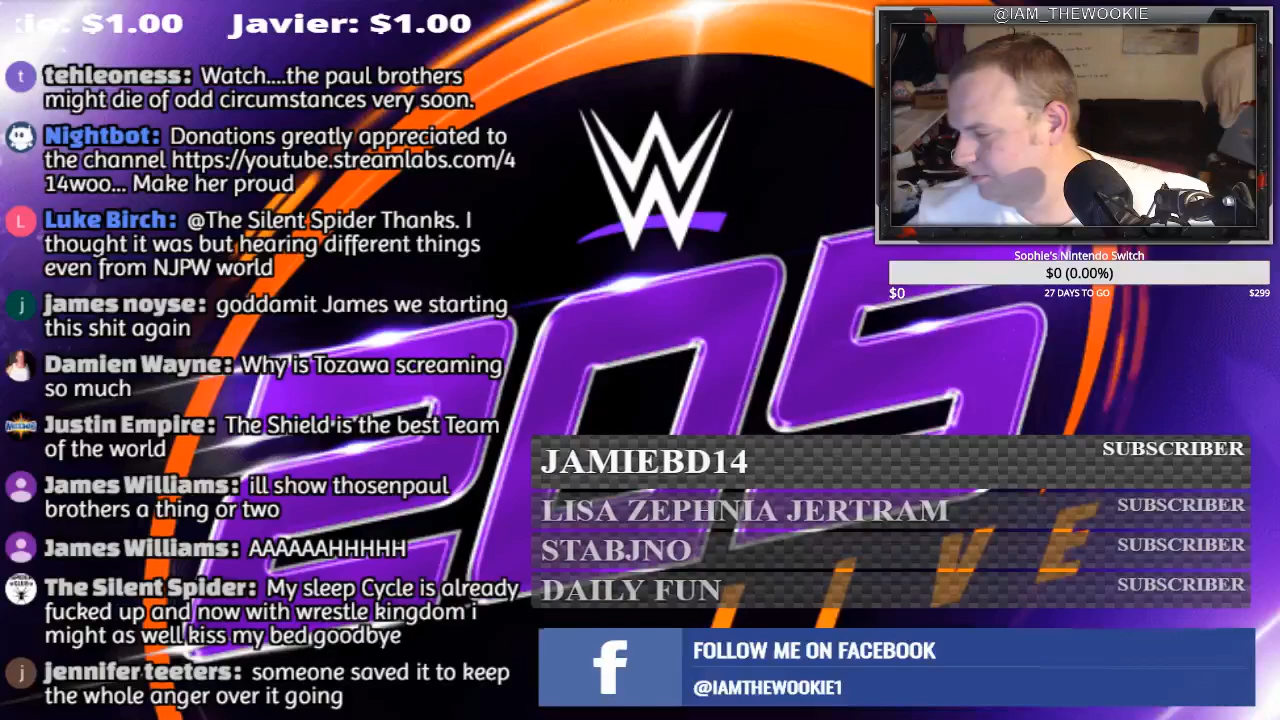 $1.00 Javier: $1.00
tehleoness: Watch....the paul brothers
might die of odd circumstances very soon.
Nightbot: Donations greatly appreciated to
the channel https://youtube.streamlabs.com/4
14woo... Make her proud
Luke Birch: @The Silent Spider Thanks. I
thought it was but hearing different things
even from NJPW world
james noyse: goddamit James we starting
this shit again
Damien Wayne: Why is Tozawa screaming
so much
Justin Empire: The Shield is the best Team
of the world
James Williams: ill show thosenpaul
brothers a thing or two
James Williams: AAAAAAHHHHH
The Silent Spider: My sleep Cycle is already
fucked up and now with wrestle kingdom i
might as well kiss my bed goodbye
jennifer teeters: someone saved it to keep
the whole anger over it going
@IAM_THEWOOKIE
Sophie's Nintendo Switch
$0 (0.00%)
$0 27 DAYS TO GO $299
W
205
LIVE
JAMIEBD14 SUBSCRIBER
LISA ZEPHNIA JERTRAM SUBSCRIBER
STABJNO SUBSCRIBER
DAILY FUN SUBSCRIBER
f
FOLLOW ME ON FACEBOOK
@IAMTHEWOOKIE1